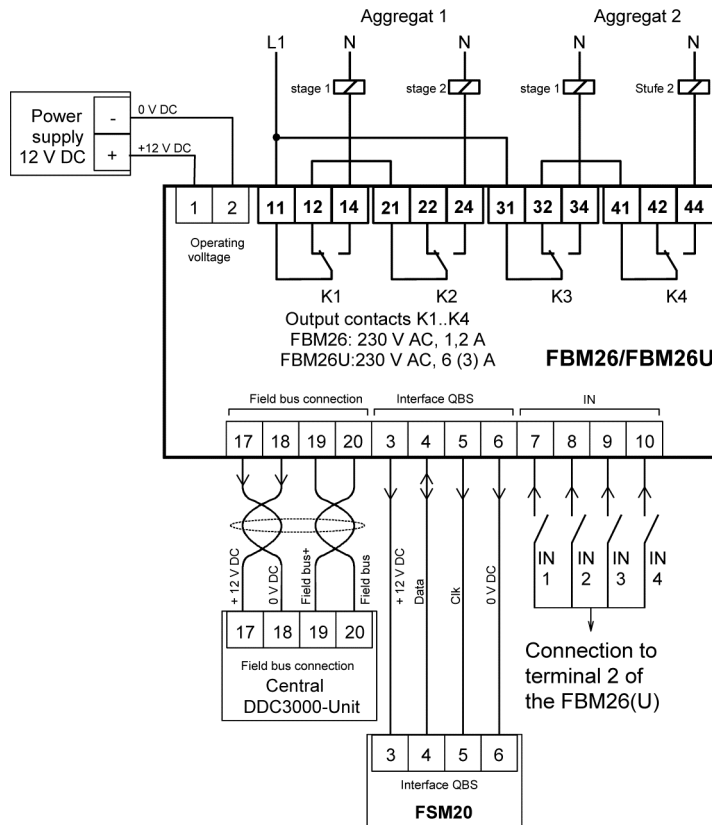 Aggregat 1 Aggregat 2
L1 N N N N
stage 1 stage 2 stage 1 Stufe 2
Power
supply
12 V DC
- 0 V DC
+ +12 V DC
1 2 11 12 14 21 22 24 31 32 34 41 42 44
Operating
voltage
K1 K2 K3 K4
Output contacts K1..K4
FBM26: 230 V AC, 1,2 A
FBM26U:230 V AC, 6 (3) A
FBM26/FBM26U
Field bus connection Interface QBS IN
17 18 19 20 3 4 5 6 7 8 9 10
+ 12 V DC
0 V DC
Field bus+
Field bus
+ 12 V DC
Data
Clk
0 V DC
IN
1
IN
2
IN
3
IN
4
17 18 19 20
Field bus connection
Central
DDC3000-Unit
Connection to
terminal 2 of
the FBM26(U)
3 4 5 6
Interface QBS
FSM20